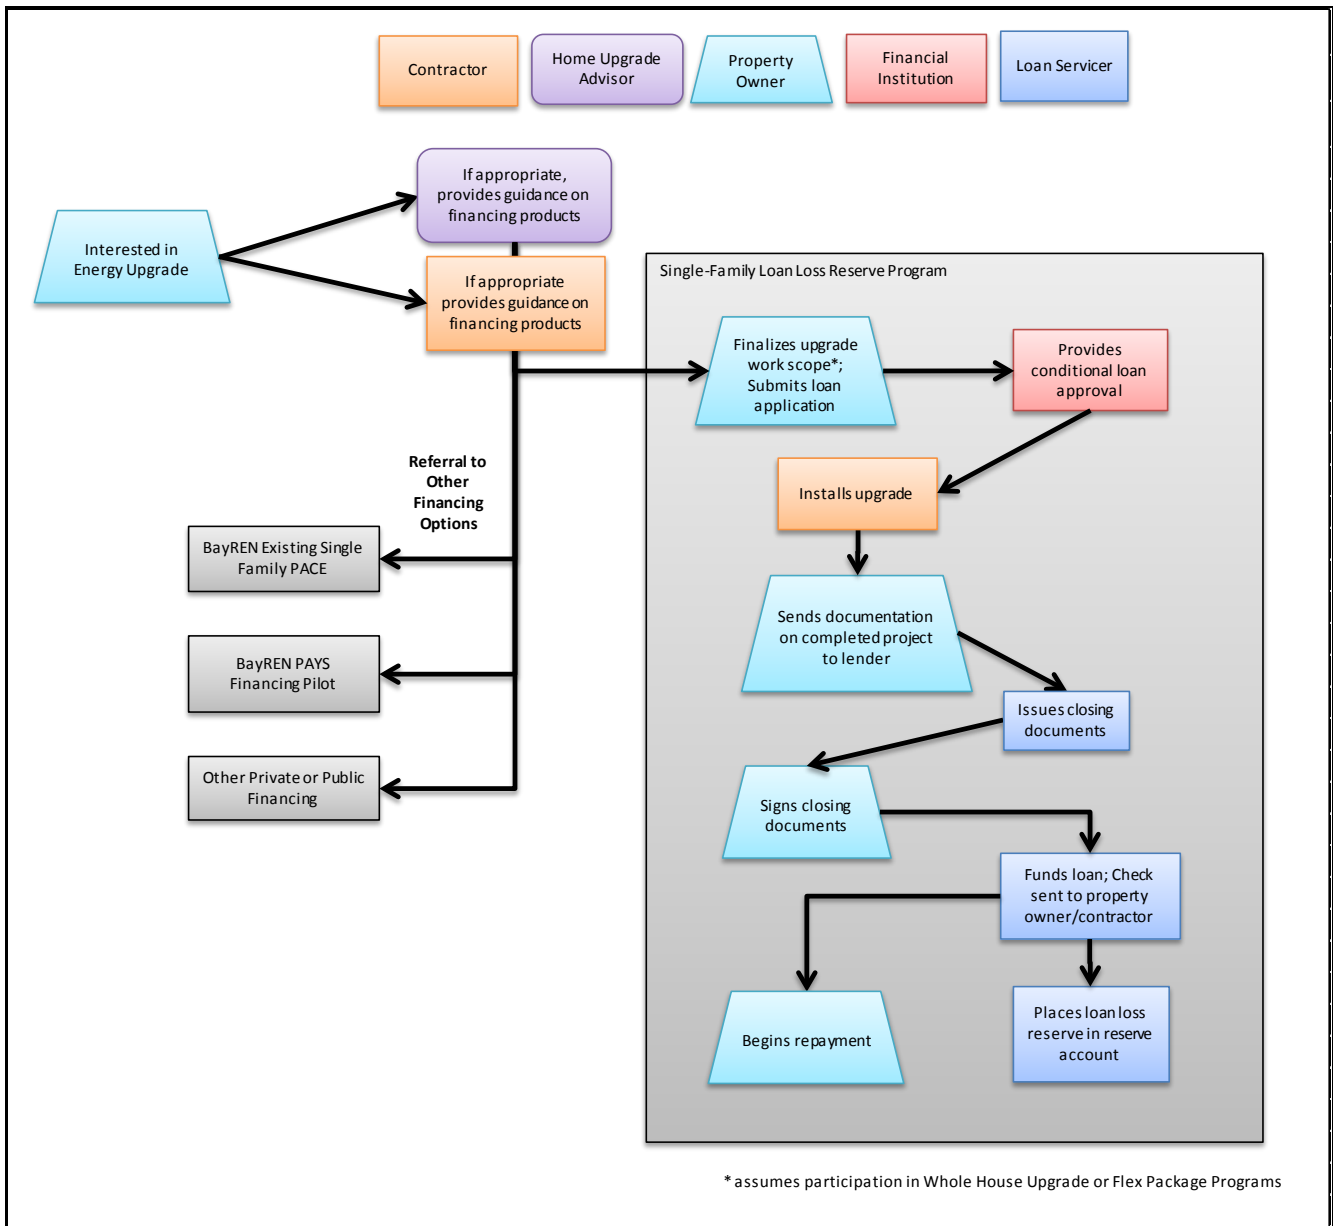 Contractor
Home Upgrade
Advisor
Property
Owner
Financial
Institution
Loan Servicer
If appropriate,
provides guidance on
financing products
Interested in
Energy Upgrade
If appropriate
provides guidance on
financing products
Single-Family Loan Loss Reserve Program
Finalizes upgrade
work scope*;
Submits loan
application
Provides
conditional loan
approval
Referral to
Other
Financing
Options
Installs upgrade
BayREN Existing Single
Family PACE
Sends documentation
on completed project
to lender
BayREN PAYS
Financing Pilot
Issues closing
documents
Other Private or Public
Financing
Signs closing
documents
Funds loan; Check
sent to property
owner/contractor
Begins repayment
Places loan loss
reserve in reserve
account
* assumes participation in Whole House Upgrade or Flex Package Programs